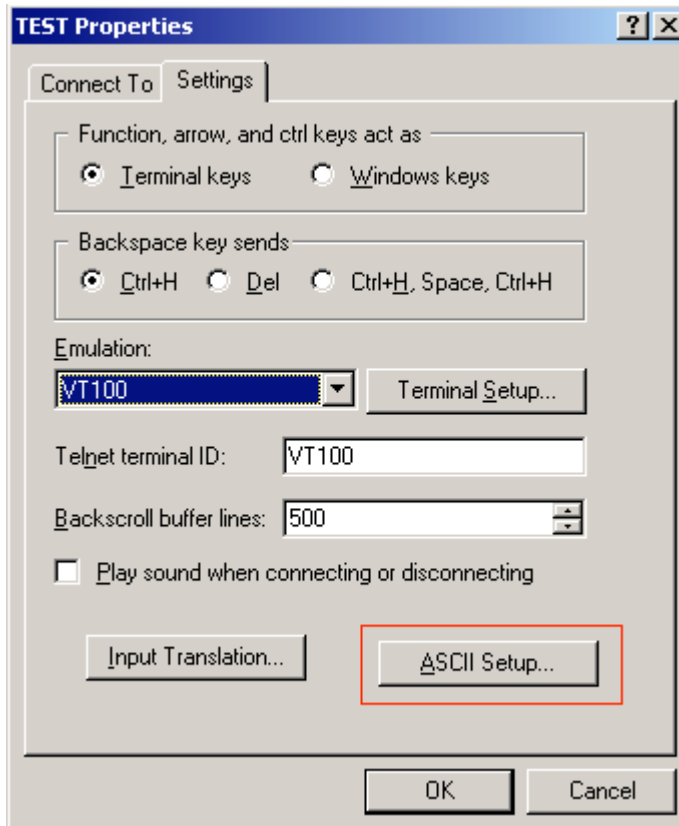 TEST Properties
Connect To Settings
Function, arrow, and ctrl keys act as
Terminal keys Windows keys
Backspace key sends
Ctrl+H Del Ctrl+H, Space, Ctrl+H
Emulation:
VT100 Terminal Setup...
Telnet terminal ID: VT100
Backscroll buffer lines: 500
Play sound when connecting or disconnecting
Input Translation... ASCII Setup...
OK Cancel